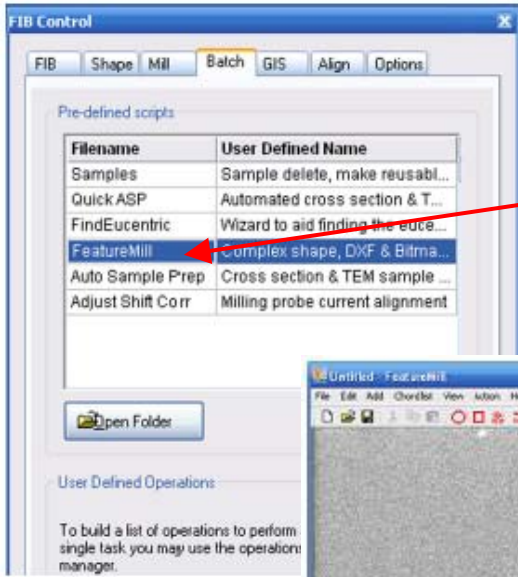 FIB Control
FIB Shape Mill Batch GIS Align Options
Pre-defined scripts
Filename User Defined Name
Samples Sample delete, make reusabl...
Quick ASP Automated cross section & T...
FindEucentric Wizard to aid finding the euce...
FeatureMill Complex shape, DXF & Bitma...
Auto Sample Prep Cross section & TEM sample ...
Adjust Shift Corr Milling probe current alignment
Open Folder
Untitled - FeatureMill
File Edit Add Chordlist View Action
User Defined Operations
To build a list of operations to perform
single task you may use the operations
manager.